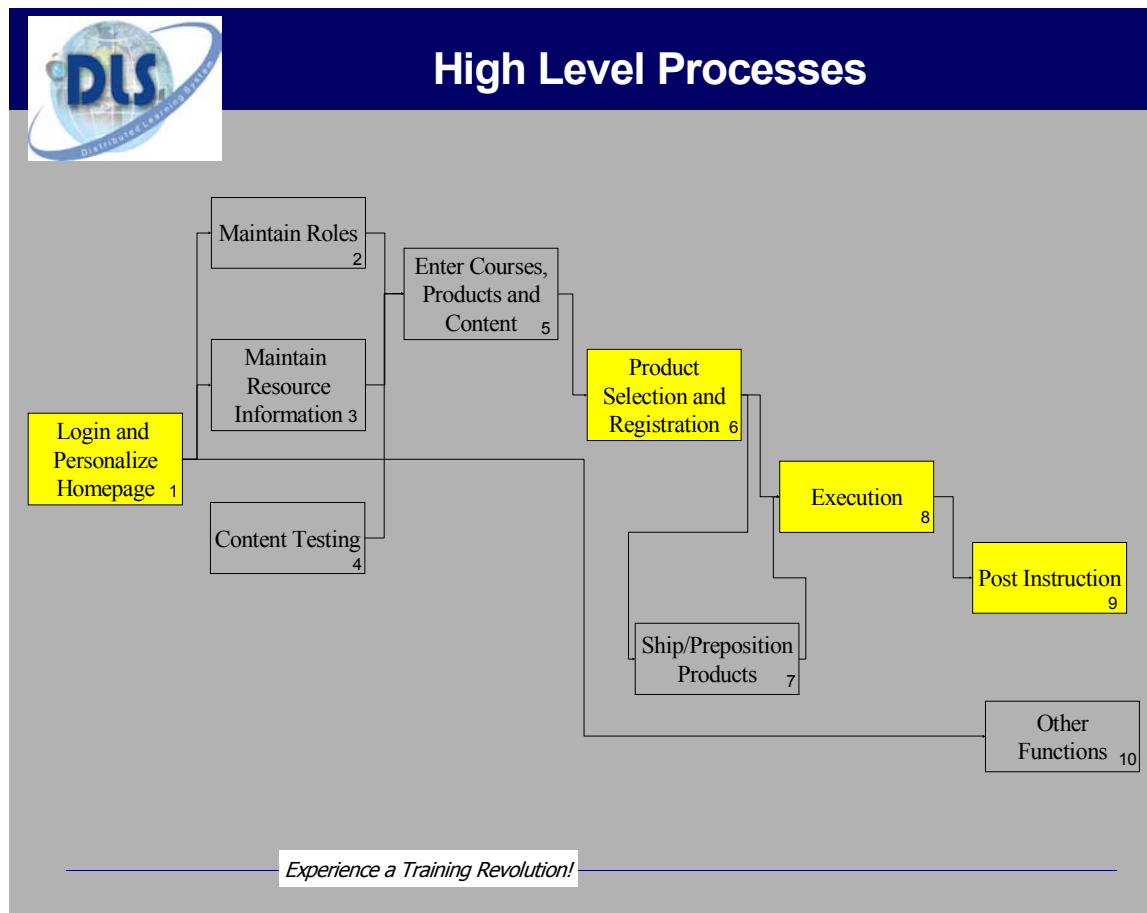 DLS
Distributed Learning System
High Level Processes
Maintain Roles
2
Enter Courses,
Products and
Content 5
Maintain
Resource
Information 3
Product
Selection and
Registration 6
Login and
Personalize
Homepage 1
Content Testing
4
Execution
8
Post Instruction
9
Ship/Preposition
Products 7
Other
Functions 10
Experience a Training Revolution!